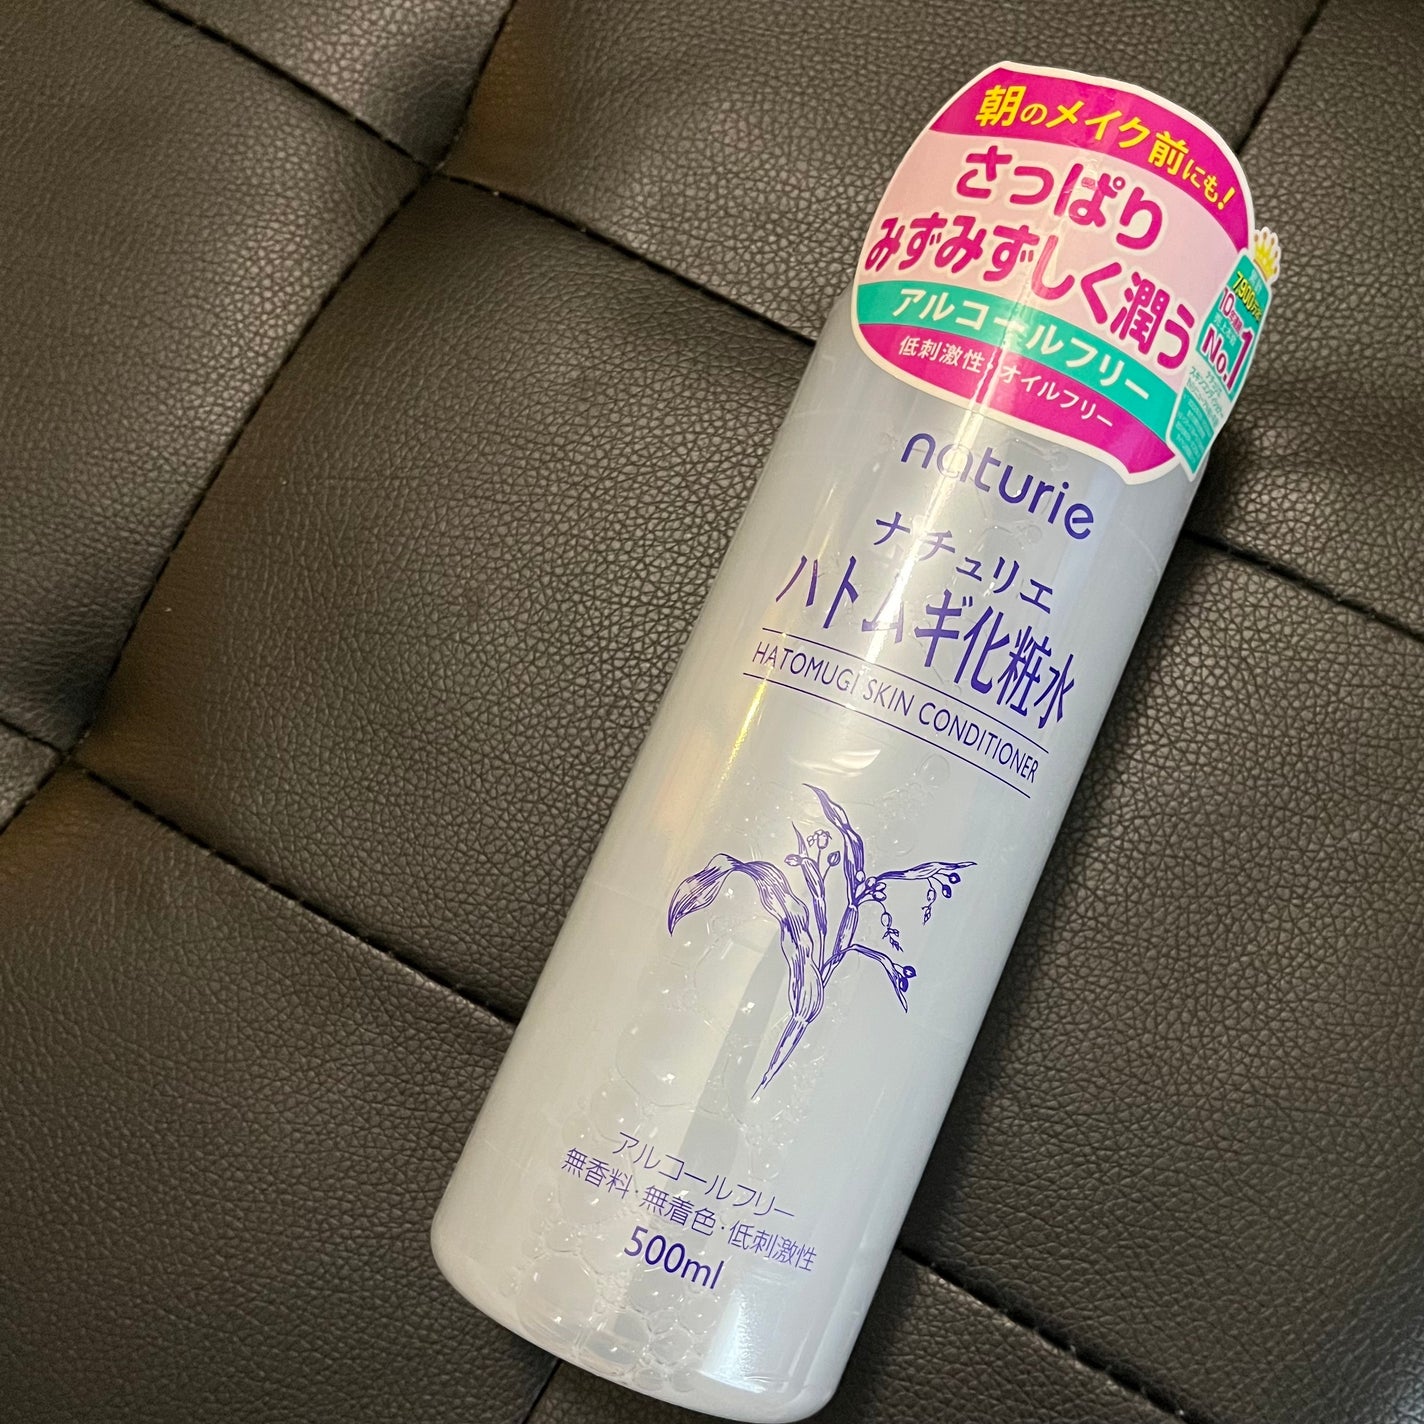 朝のメイク前にも!
さっぱり
みずみずしく潤う
アルコールフリー
低刺激性・オイルフリー
No.1
naturie
ナチュリエ
ハトムギ化粧水
HATOMUGI SKIN CONDITIONER
アルコールフリー
無香料・無着色・低刺激性
500ml